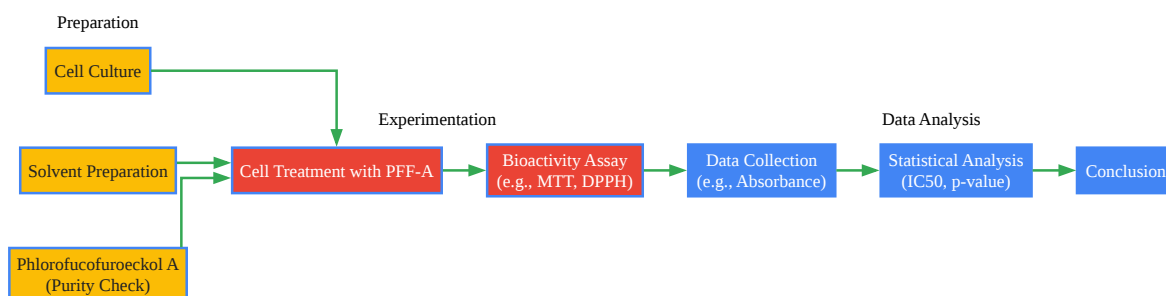 Preparation
Cell Culture
Experimentation
Data Analysis
Solvent Preparation
Cell Treatment with PFF-A
Bioactivity Assay
(e.g., MTT, DPPH)
Data Collection
(e.g., Absorbance)
Statistical Analysis
(IC50, p-value)
Conclusion
Phlorofucofuroeckol A
(Purity Check)